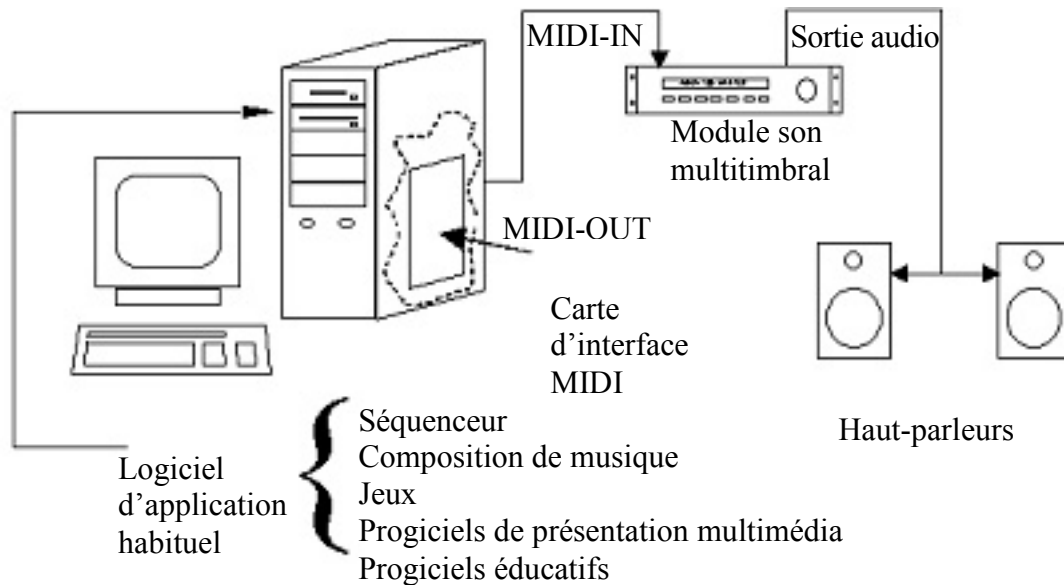 MIDI-IN
Sortie audio
Module son
multitimbral
MIDI-OUT
Carte
d’interface
MIDI
Haut-parleurs
Logiciel
d’application
habituel
Séquenceur
Composition de musique
Jeux
Progiciels de présentation multimédia
Progiciels éducatifs